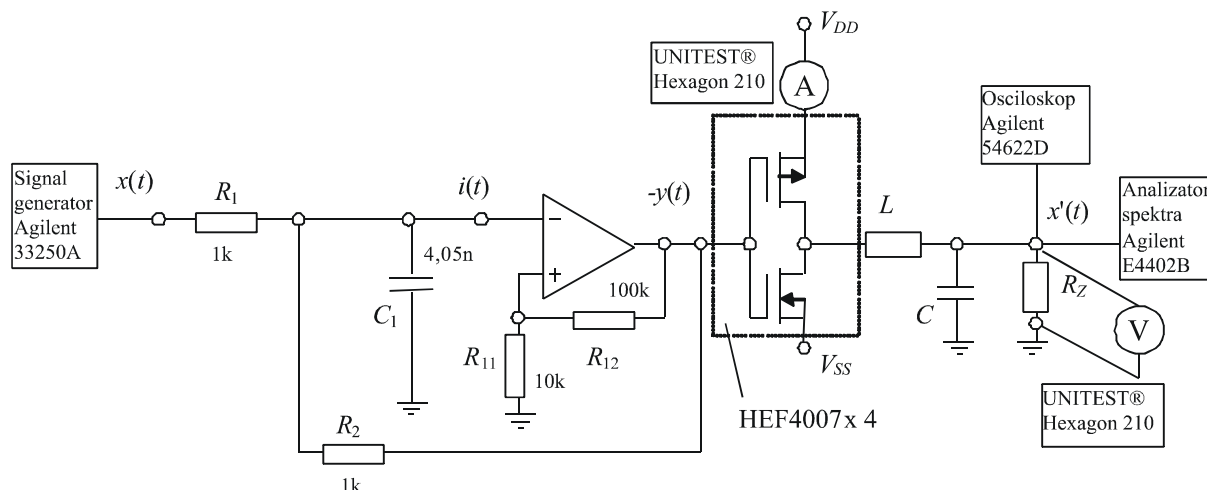 Signal
generator
Agilent
33250A
x(t)
R1
1k
i(t)
4,05n
C1
R11
10k
100k
R12
R2
1k
-y(t)
UNITEST®
Hexagon 210
VDD
A
VSS
HEF4007x 4
L
C
Osciloskop
Agilent
54622D
x'(t)
Analizator
spektra
Agilent
E4402B
RZ
V
UNITEST®
Hexagon 210